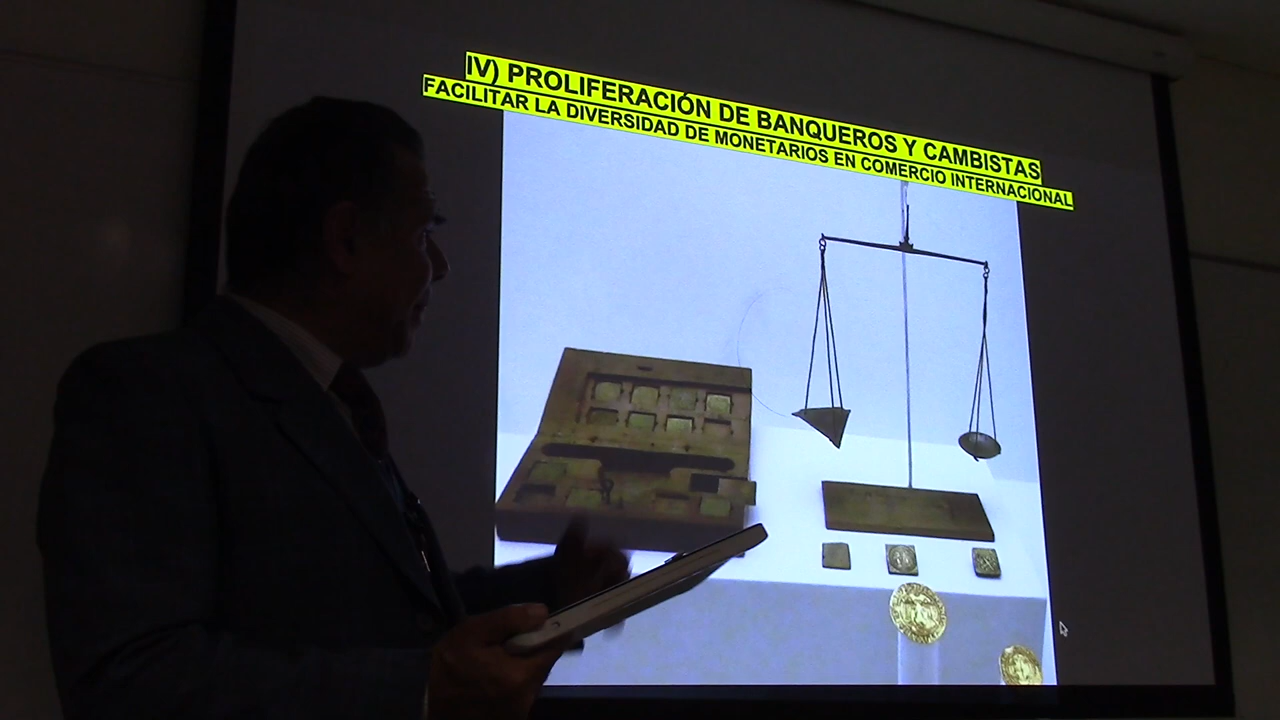 IV) PROLIFERACIÓN DE BANQUEROS Y CAMBISTAS
FACILITAR LA DIVERSIDAD DE MONETARIOS EN COMERCIO INTERNACIONAL